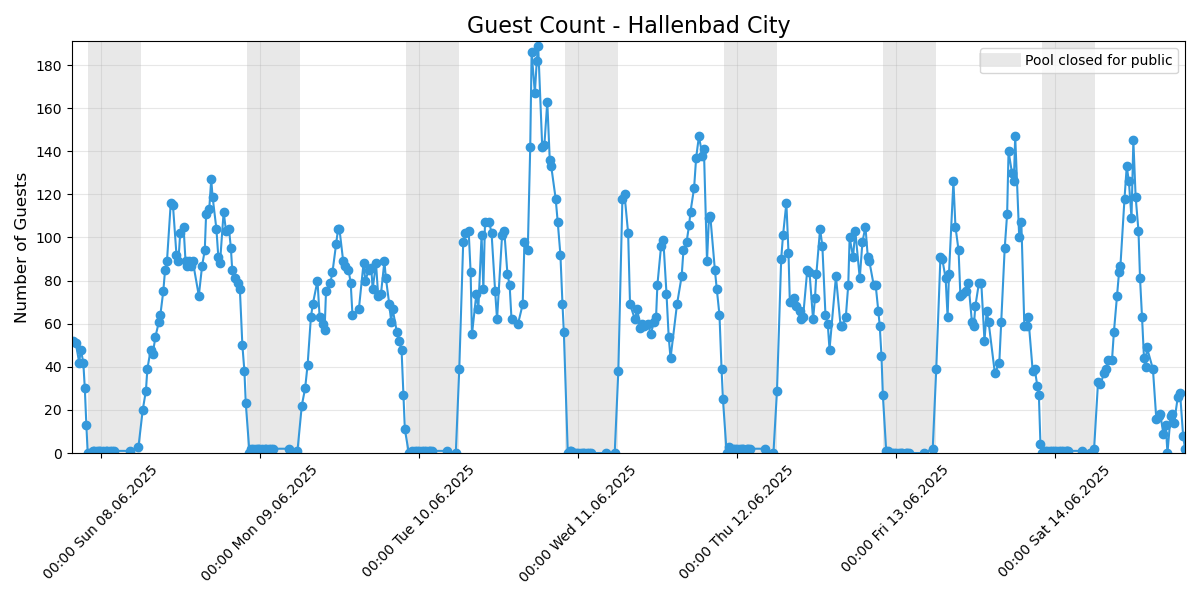 Guest Count - Hallenbad City
Pool closed for public
Number of Guests
180
160
140
120
100
80
60
40
20
0
00:00 Sun 08.06.2025
00:00 Mon 09.06.2025
00:00 Tue 10.06.2025
00:00 Wed 11.06.2025
00:00 Thu 12.06.2025
00:00 Fri 13.06.2025
00:00 Sat 14.06.2025